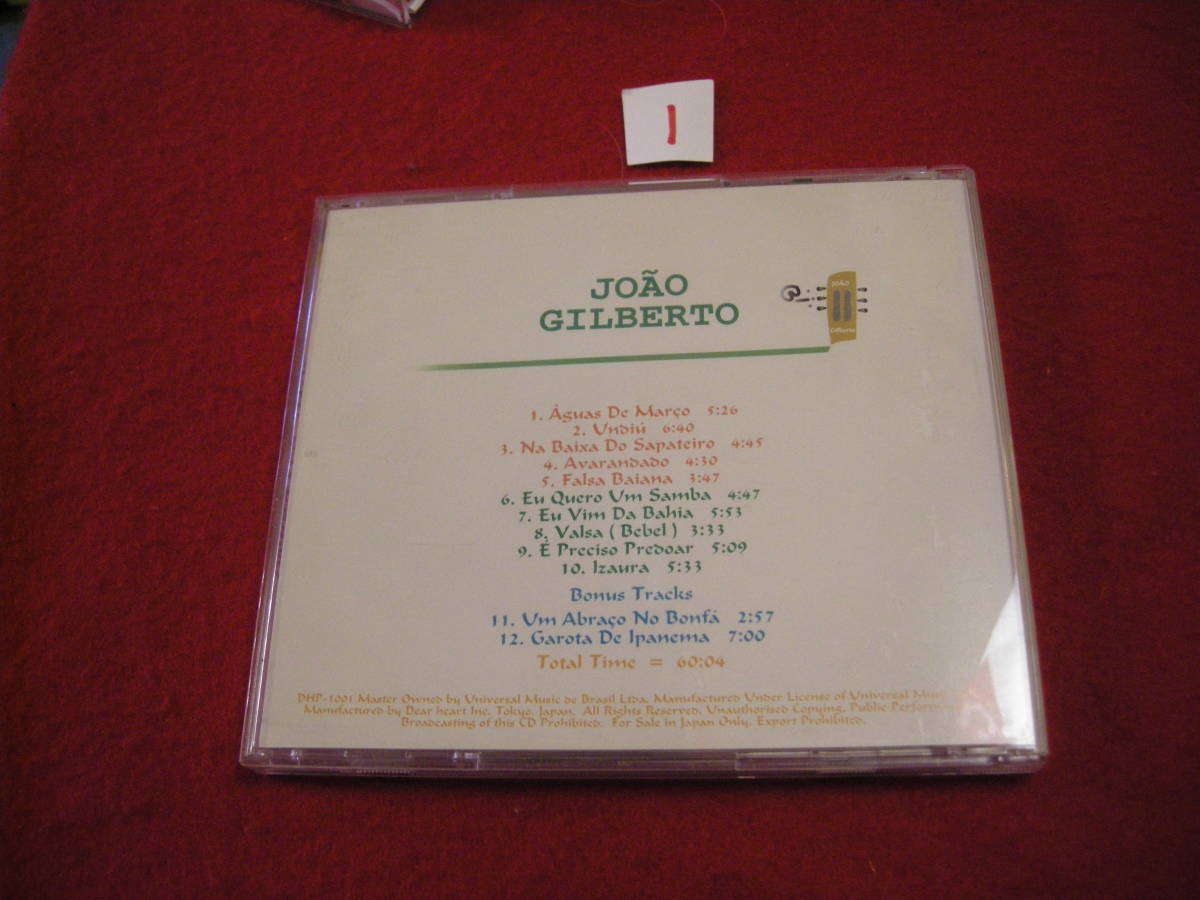 1
JOÃO
GILBERTO
JOÃO
Gilberto
1. Águas De Março 5:26
2. Undiú 6:40
3. Na Baixa Do Sapateiro 4:45
4. Avarandado 4:30
5. Falsa Baiana 3:47
6. Eu Quero Um Samba 4:47
7. Eu Vim Da Bahia 5:53
8. Valsa ( Bebel ) 3:33
9. É Preciso Predoar 5:09
10. Izaura 5:33
Bonus Tracks
11. Um Abraço No Bonfá 2:57
12. Garota De Ipanema 7:00
Total Time = 60:04
DHP-1001 Master Owned by Universal Music de Brasil Ltda. Manufactured Under License of Universal
Manufactured by Dear heart Inc. Tokyo, Japan. All Rights Reserved. Unauthorised Copying, Public
Broadcasting of this CD Prohibited. For Sale in Japan Only. Export Prohibited.